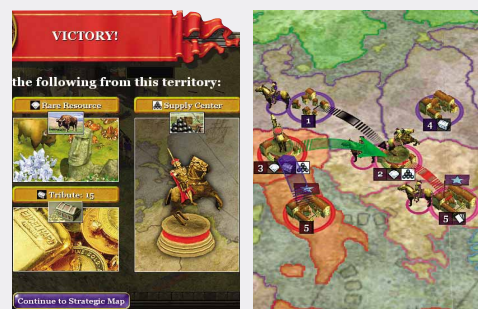 VICTORY!
the following from this territory:
Rare Resource
Supply Center
Tribute: 15
Continue to Strategic Map
1
4
3
2
5
5